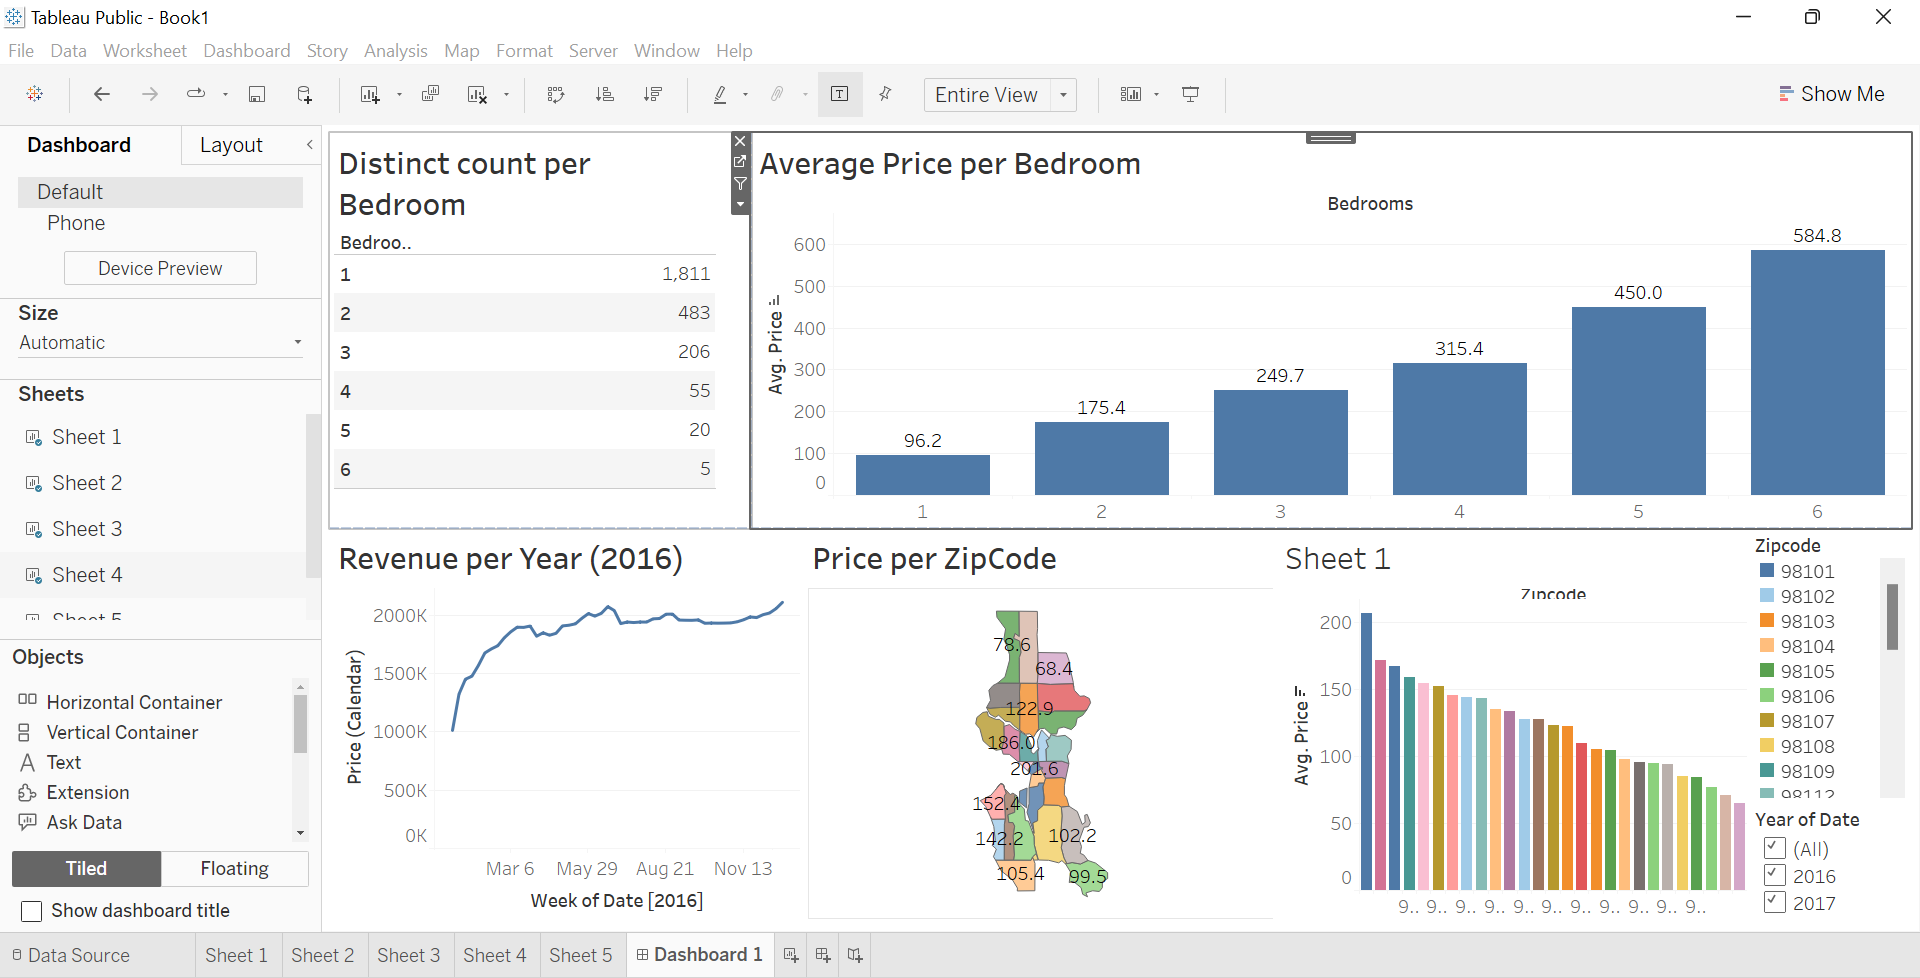 Tableau Public - Book1
File Data Worksheet Dashboard Story Analysis Map Format Server Window Help
Entire View
Show Me
Dashboard Layout
Default
Phone
Device Preview
Size
Automatic
Sheets
Sheet 1
Sheet 2
Sheet 3
Sheet 4
Sheet 5
Objects
Horizontal Container
Vertical Container
Text
Extension
Ask Data
Tiled Floating
Show dashboard title
Distinct count per
Bedroom
Bedroo..
1 1,811
2 483
3 206
4 55
5 20
6 5
Average Price per Bedroom
Bedrooms
Avg. Price
600
500
400
300
200
100
0
96.2
175.4
249.7
315.4
450.0
584.8
1 2 3 4 5 6
Revenue per Year (2016)
Price (Calendar)
2000K
1500K
1000K
500K
0K
Mar 6 May 29 Aug 21 Nov 13
Week of Date [2016]
Price per ZipCode
78.6
68.4
122.9
186.0
201.6
152.4
142.2 102.2
105.4 99.5
Sheet 1
Zipcode
Avg. Price
200
150
100
50
0
9.. 9.. 9.. 9.. 9.. 9.. 9.. 9.. 9.. 9.. 9..
Zipcode
98101
98102
98103
98104
98105
98106
98107
98108
98109
98112
Year of Date
(All)
2016
2017
Data Source Sheet 1 Sheet 2 Sheet 3 Sheet 4 Sheet 5 Dashboard 1